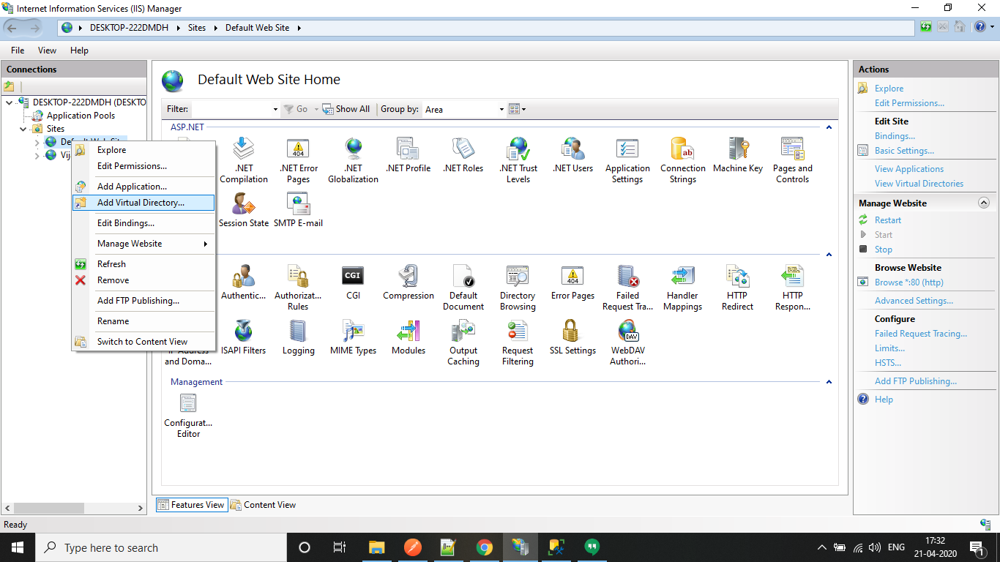 Internet Information Services (IIS) Manager
DESKTOP-222DMDH Sites Default Web Site
File View Help
Connections
DESKTOP-222DMDH (DESKTO
Application Pools
Sites
Default Web Sit
Vij
Explore
Edit Permissions...
Add Application...
Add Virtual Directory...
Edit Bindings...
Manage Website
Refresh
Remove
Add FTP Publishing...
Rename
Switch to Content View
Default Web Site Home
Filter: Go Show All Group by: Area
ASP.NET
.NET Compilation
.NET Error Pages
.NET Globalization
.NET Profile
.NET Roles
.NET Trust Levels
.NET Users
Application Settings
Connection Strings
Machine Key
Pages and Controls
Session State
SMTP E-mail
Authentic...
Authorizat... Rules
CGI
Compression
Default Document
Directory Browsing
Error Pages
Failed Request Tra...
Handler Mappings
HTTP Redirect
HTTP Respon...
and Doma...
ISAPI Filters
Logging
MIME Types
Modules
Output Caching
Request Filtering
SSL Settings
WebDAV Authori...
Management
Configurat... Editor
Features View Content View
Actions
Explore
Edit Permissions...
Edit Site
Bindings...
Basic Settings...
View Applications
View Virtual Directories
Manage Website
Restart
Start
Stop
Browse Website
Browse *:80 (http)
Advanced Settings...
Configure
Failed Request Tracing...
Limits...
HSTS...
Add FTP Publishing...
Help
Ready
Type here to search
ENG
17:32
21-04-2020
1